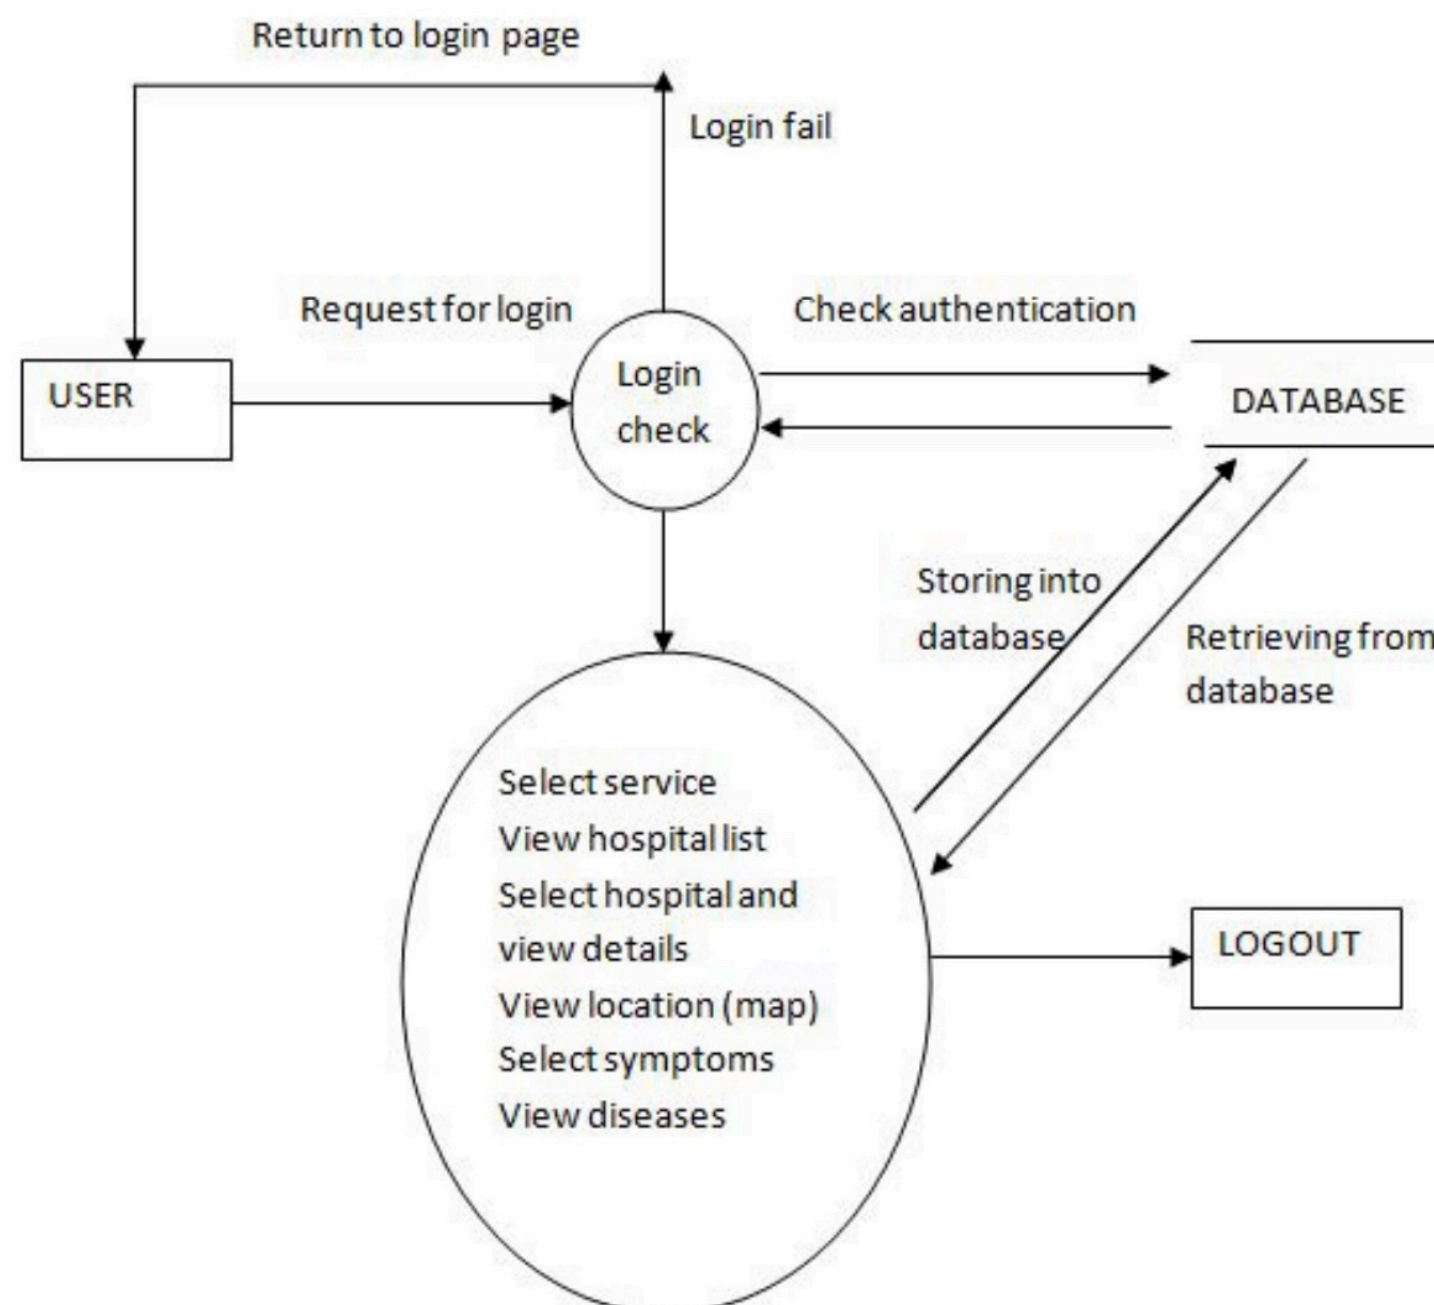 Return to login page
Login fail
Request for login
Check authentication
USER
Login
check
DATABASE
Storing into
database
Retrieving from
database
Select service
View hospital list
Select hospital and
view details
View location (map)
Select symptoms
View diseases
LOGOUT